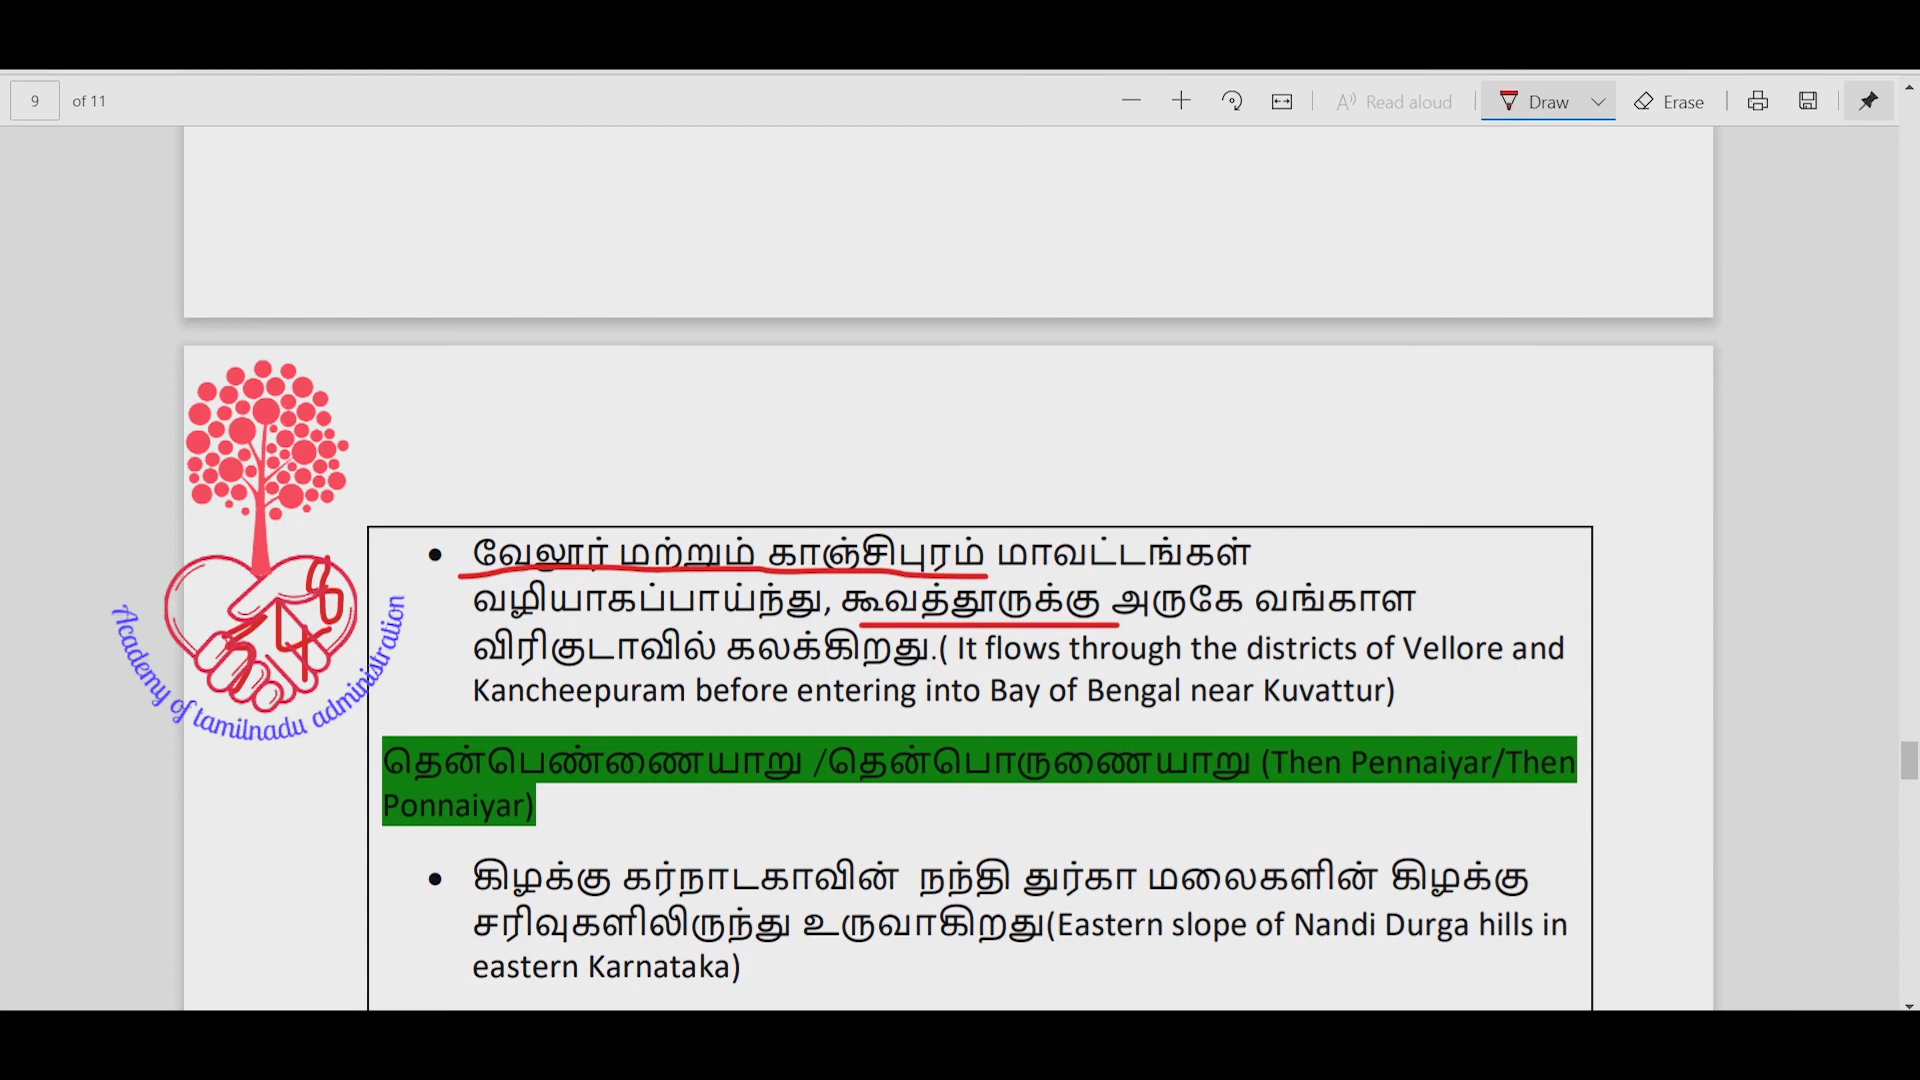 9 of 11 Read aloud Draw Erase
வேலூர் மற்றும் காஞ்சிபுரம் மாவட்டங்கள்
வழியாகப்பாய்ந்து, கூவத்தூருக்கு அருகே வங்காள
விரிகுடாவில் கலக்கிறது.( It flows through the districts of Vellore and
Kancheepuram before entering into Bay of Bengal near Kuvattur)
Academy of tamilnadu administration
தென்பெண்ணையாறு /தென்பொருணையாறு (Then Pennaiyar/Then
Ponnaiyar)
கிழக்கு கர்நாடகாவின் நந்தி துர்கா மலைகளின் கிழக்கு
சரிவுகளிலிருந்து உருவாகிறது(Eastern slope of Nandi Durga hills in
eastern Karnataka)